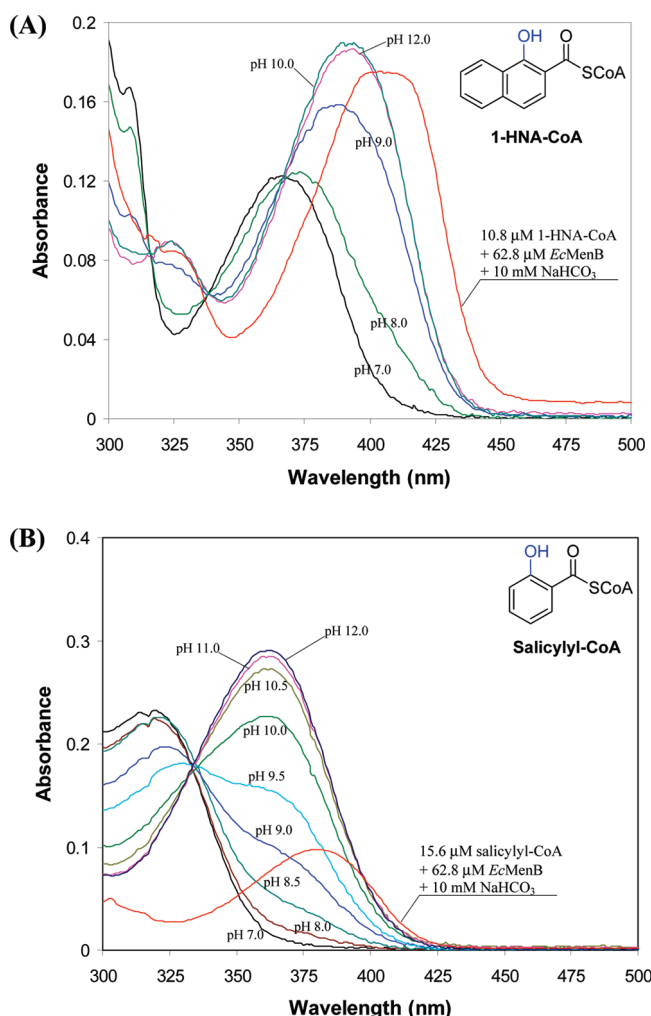 (A)
0.2
0.16
0.12
0.08
0.04
0
Absorbance
pH 12.0
pH 10.0
pH 9.0
pH 8.0
pH 7.0
OH
O
SCoA
1-HNA-CoA
10.8 µM 1-HNA-CoA
+ 62.8 µM EcMenB
+ 10 mM NaHCO₃
300 325 350 375 400 425 450 475 500
Wavelength (nm)
(B)
0.4
0.3
0.2
0.1
0
Absorbance
OH
O
SCoA
Salicylyl-CoA
pH 12.0
pH 11.0
pH 10.5
pH 10.0
pH 9.5
pH 9.0
pH 8.5
pH 8.0
pH 7.0
15.6 µM salicylyl-CoA
+ 62.8 µM EcMenB
+ 10 mM NaHCO₃
300 325 350 375 400 425 450 475 500
Wavelength (nm)